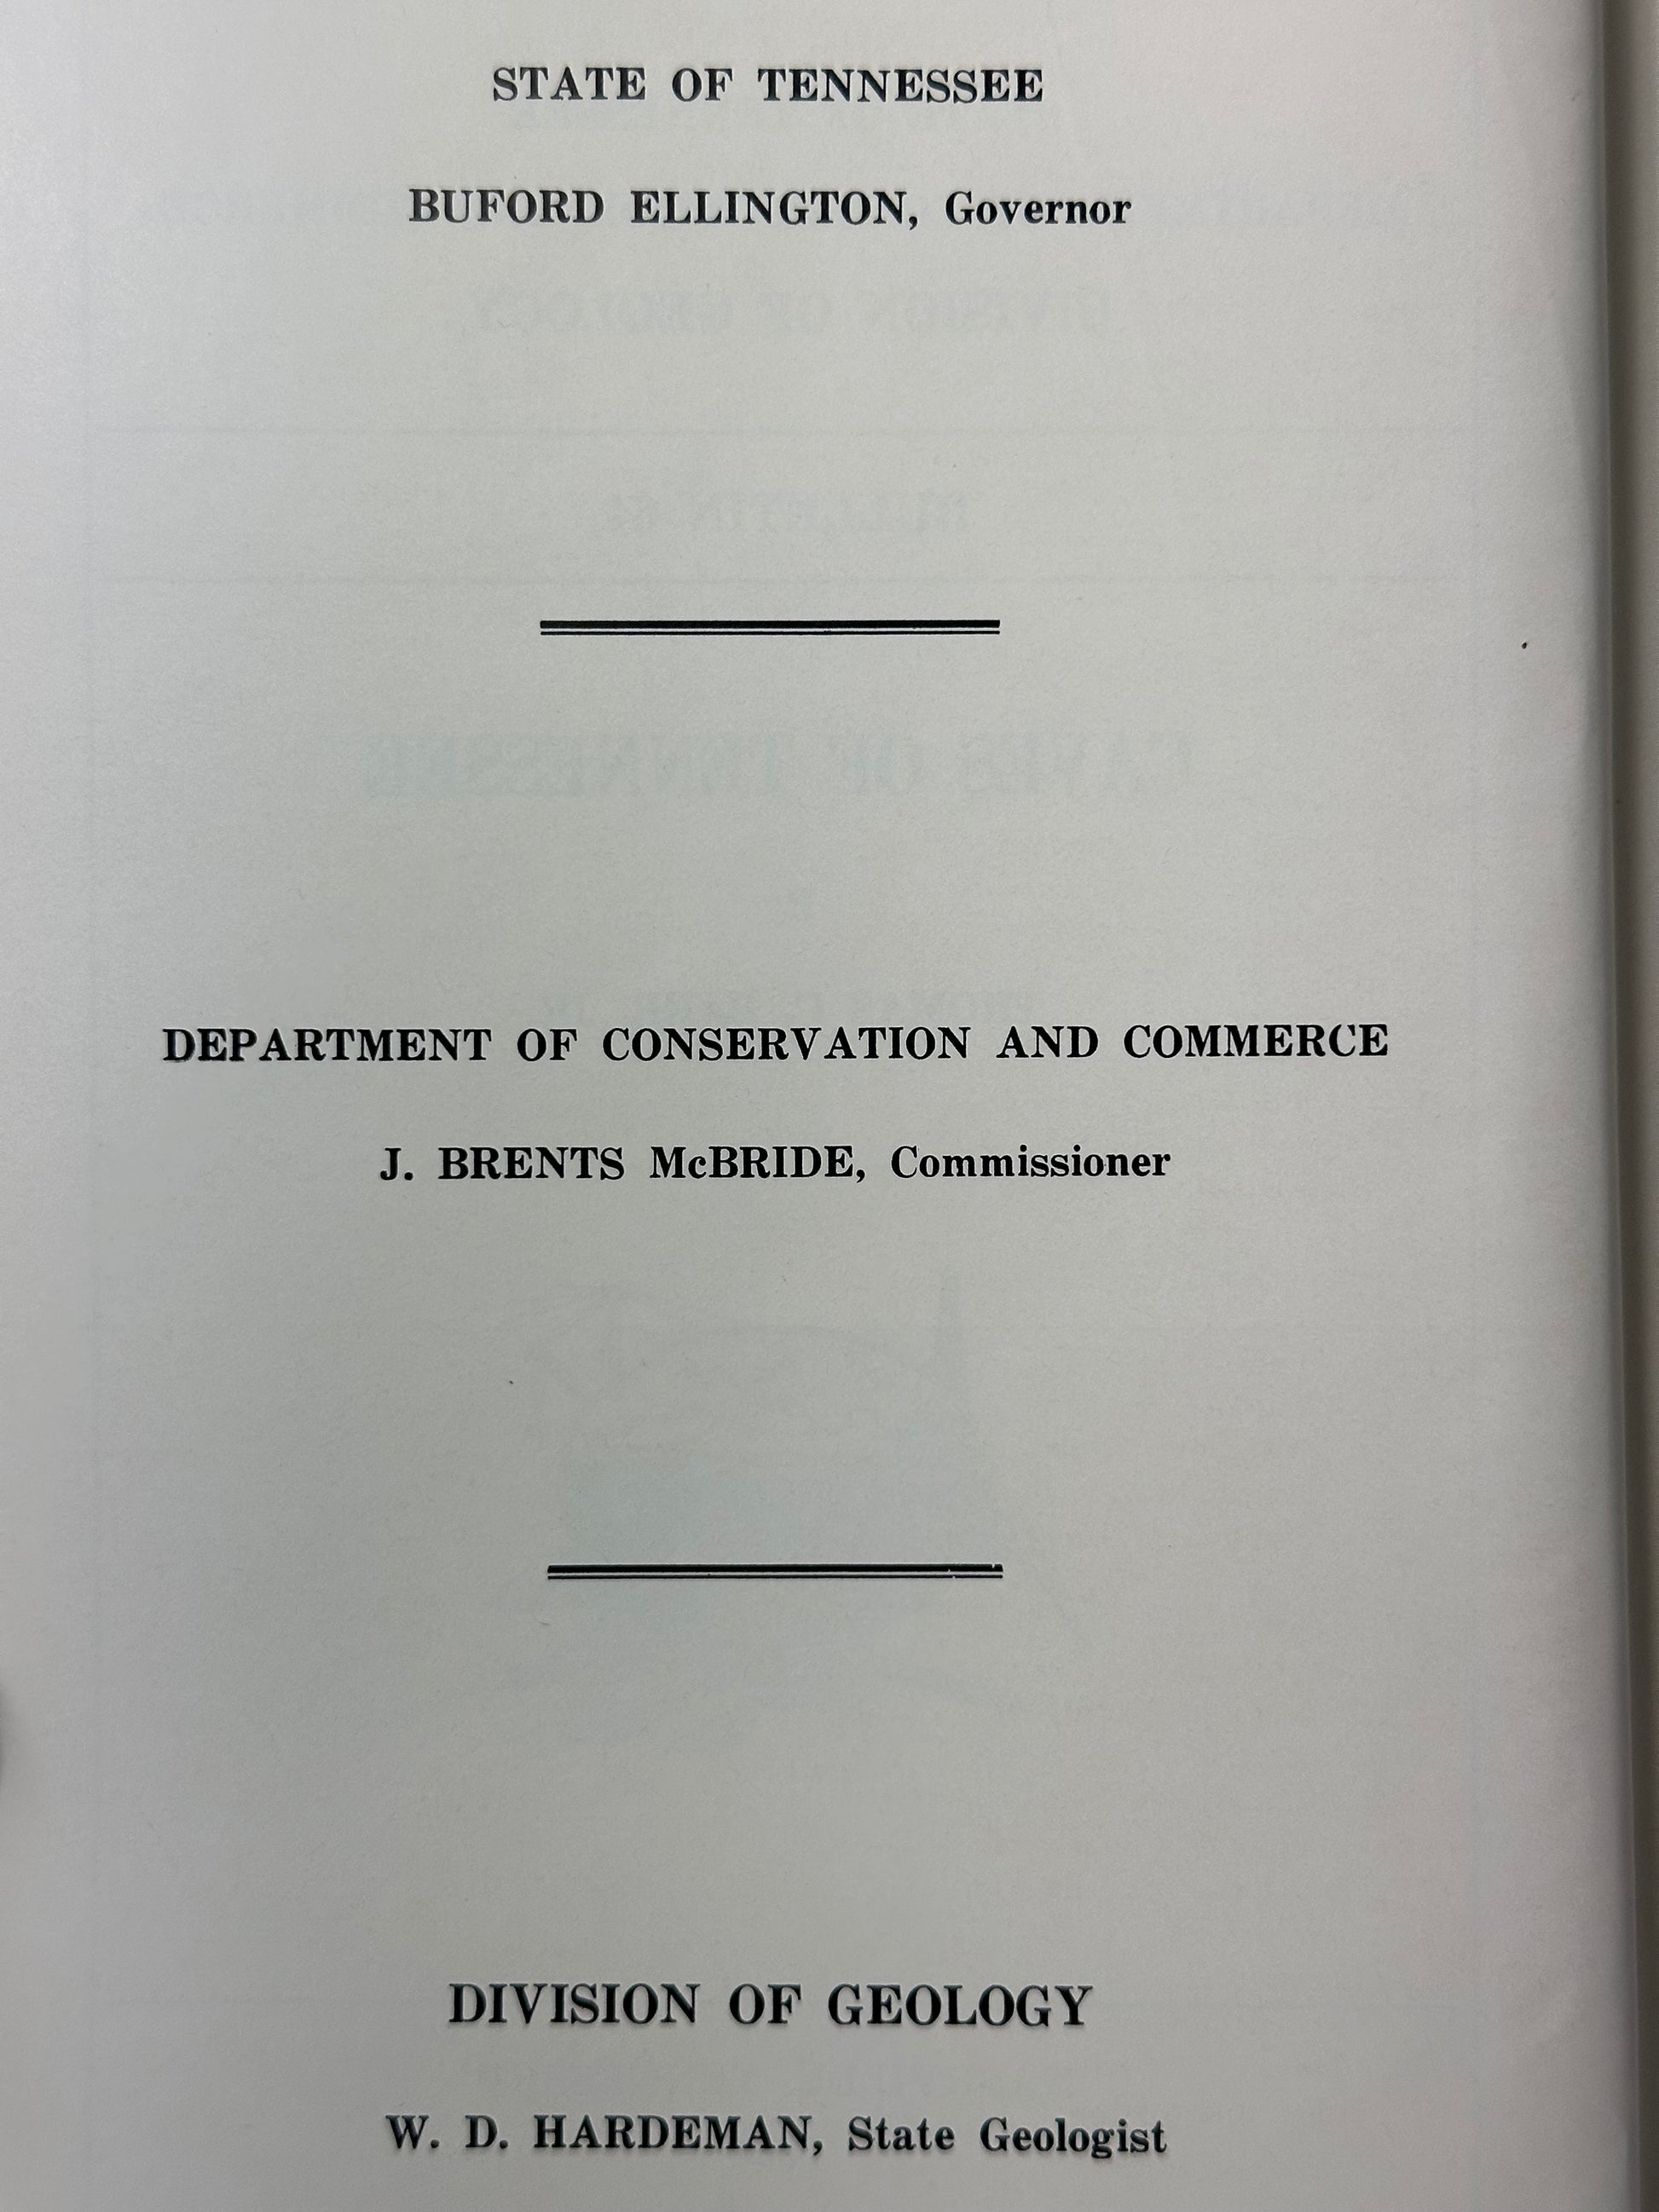 STATE OF TENNESSEE
BUFORD ELLINGTON, Governor
DEPARTMENT OF CONSERVATION AND COMMERCE
J. BRENTS McBRIDE, Commissioner
DIVISION OF GEOLOGY
W. D. HARDEMAN, State Geologist